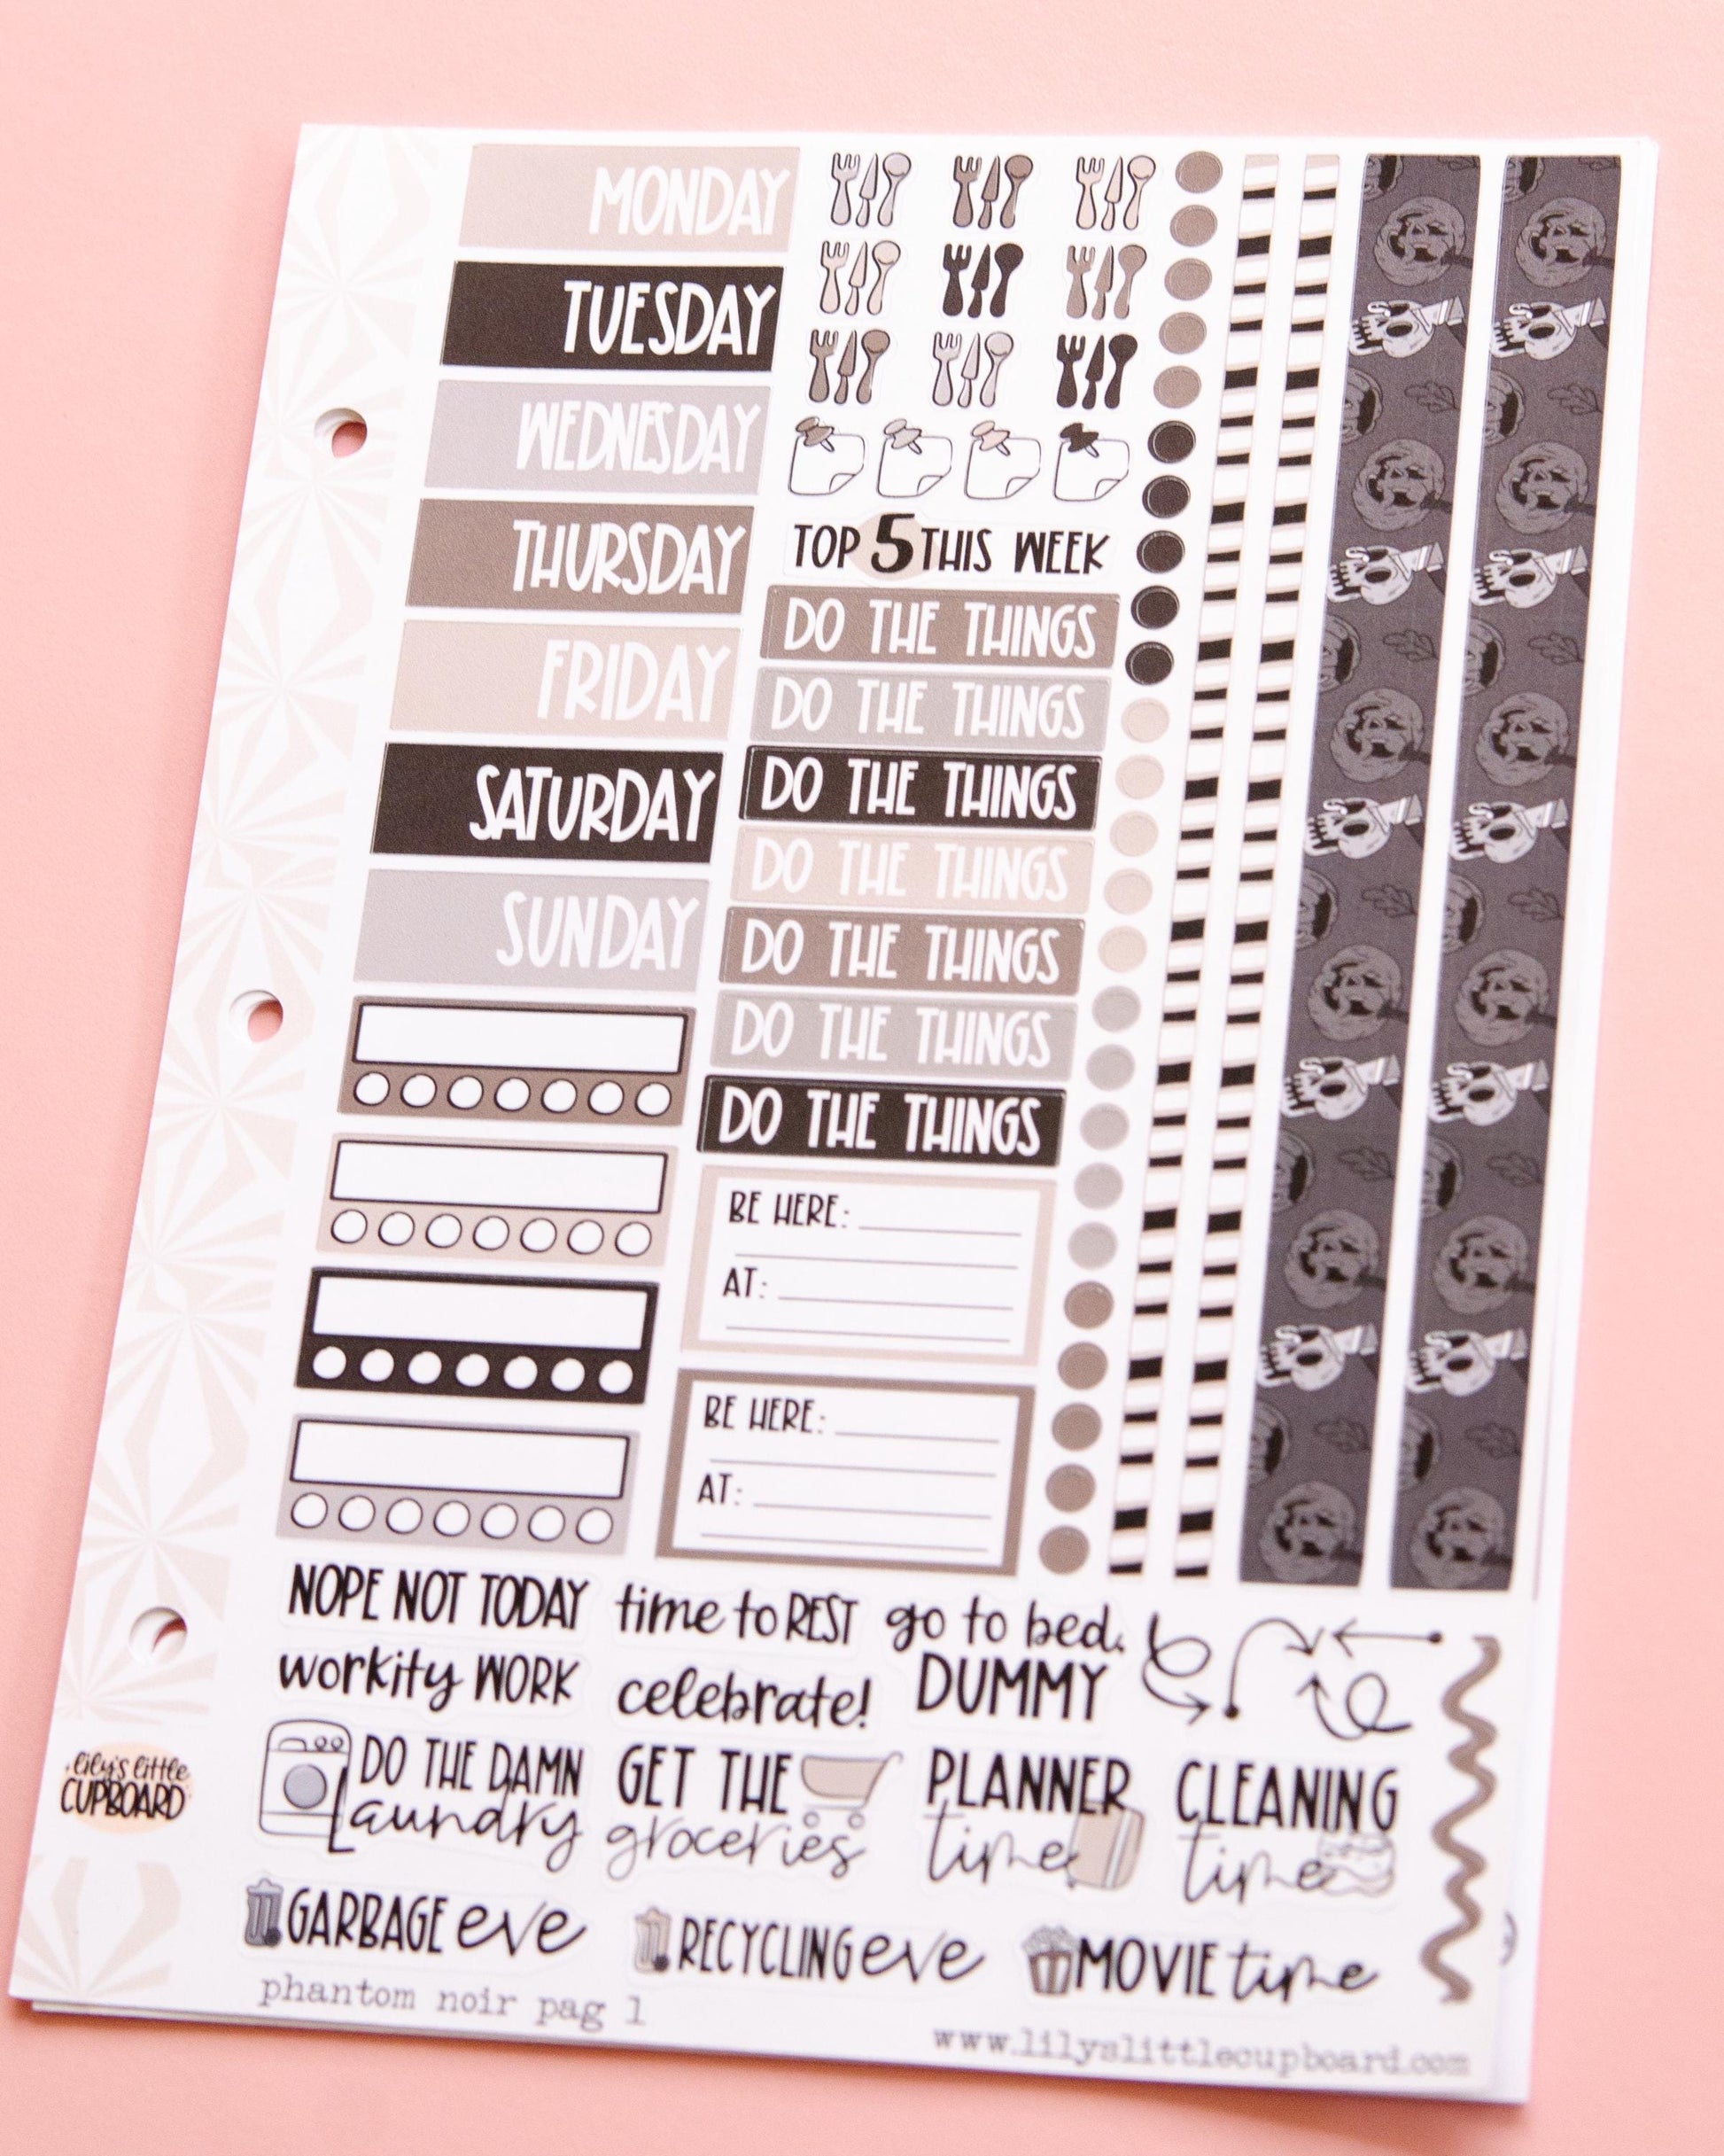 MONDAY
TUESDAY
WEDNESDAY
THURSDAY
FRIDAY
SATURDAY
SUNDAY
TOP 5 THIS WEEK
DO THE THINGS
DO THE THINGS
DO THE THINGS
DO THE THINGS
DO THE THINGS
DO THE THINGS
DO THE THINGS
BE HERE:
AT:
BE HERE:
AT:
NOPE NOT TODAY
time to REST
go to bed,
DUMMY
workity WORK
celebrate!
DO THE DAMN
laundry
GET THE
groceries
PLANNER
time
CLEANING
time
GARBAGE eve
RECYCLING eve
MOVIE time
lily's little
CUPBOARD
phantom noir pag 1
www.lilyslittlecupboard.com